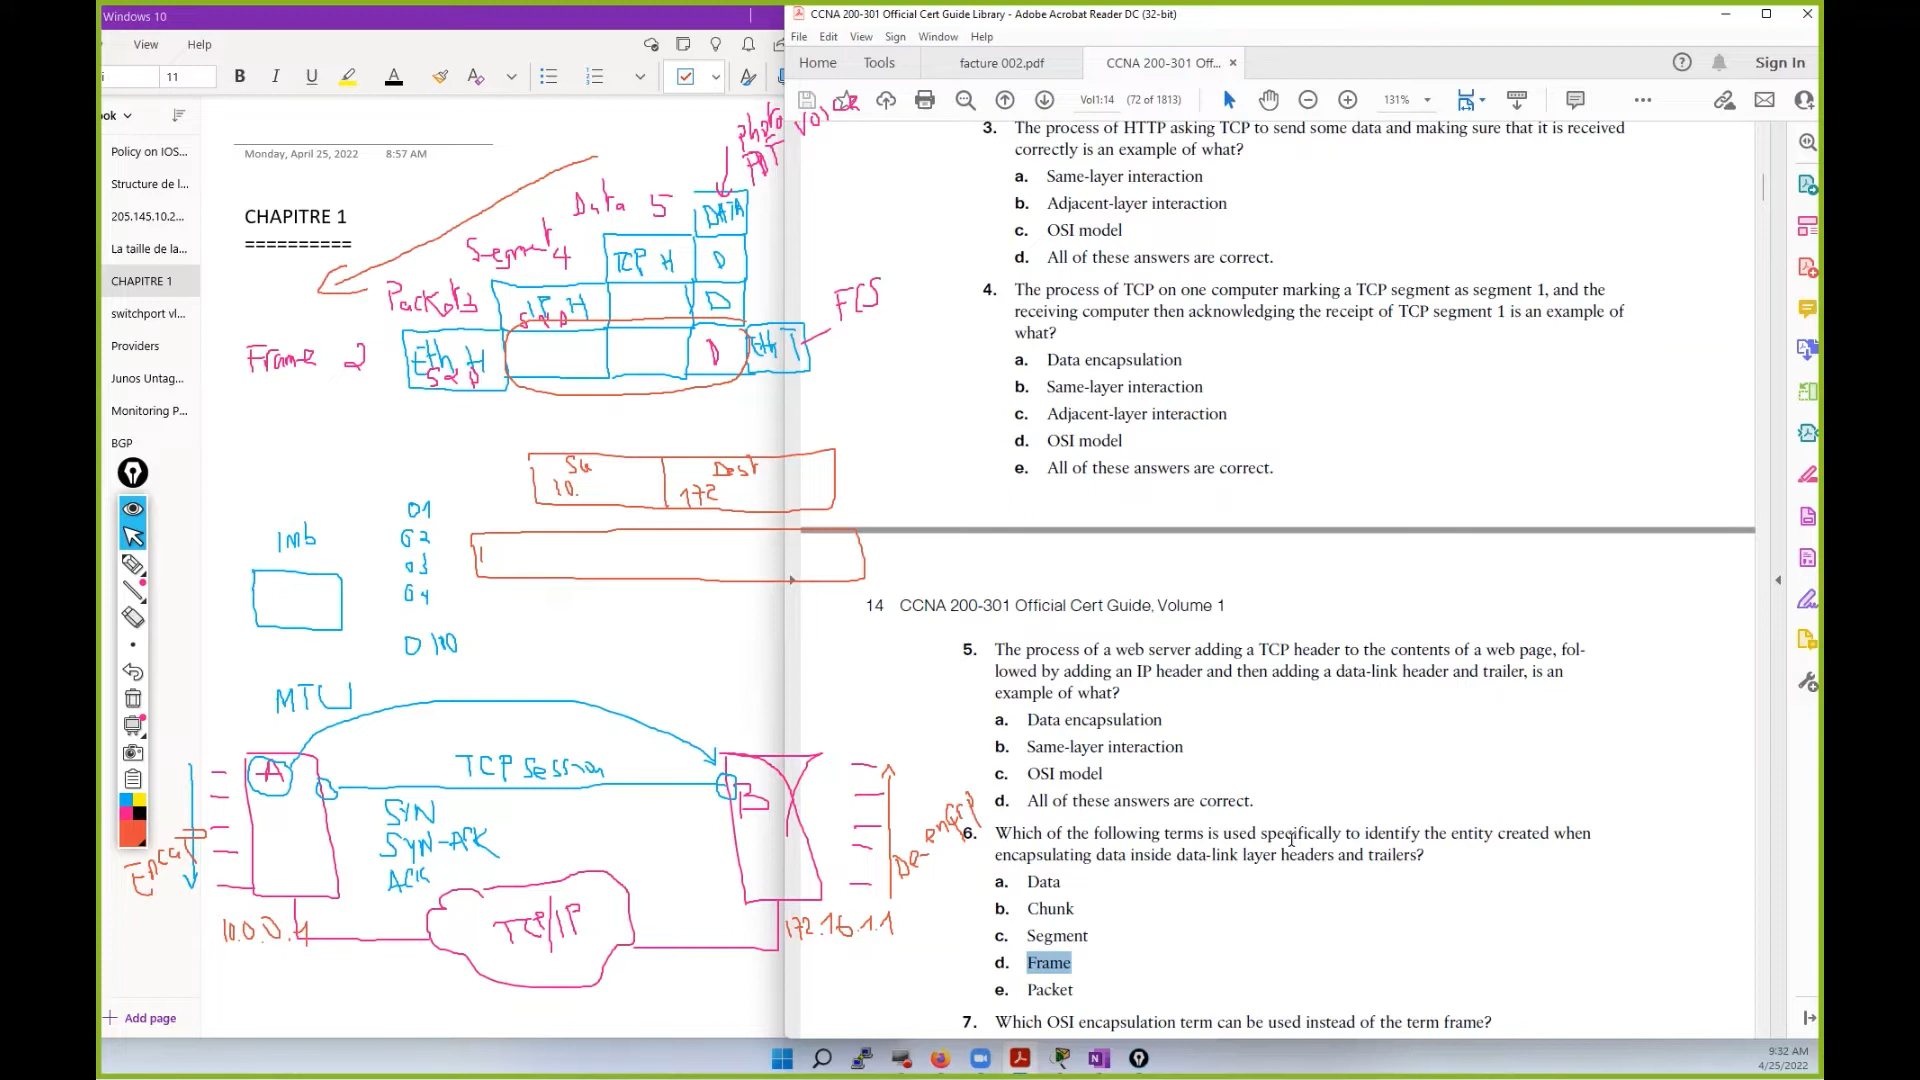 Windows 10
View Help
11 B I U A
ok
Policy on IOS...
Structure de l...
205.145.10.2...
La taille de la...
CHAPITRE 1
switchport vl...
Providers
Junos Untag...
Monitoring P...
BGP
Add page
Monday, April 25, 2022 8:57 AM
CHAPITRE 1
==========
photo
voice
Data 5 DATA
Segment 4 TCP H D
Packet 3 IP H D
S & D
FCS
Frame 2 Eth H D Eth T
S & D
Dest
10. 172
1mb
D1
D2
D3
D4
D 100
MTU
TCP Session
A B
SYN
SYN-ACK
ACK
TCP/IP
Encap
De-encap
10.0.0.1
172.16.1.1
CCNA 200-301 Official Cert Guide Library - Adobe Acrobat Reader DC (32-bit)
File Edit View Sign Window Help
Home Tools facture 002.pdf CCNA 200-301 Off... × Sign In
Vol1:14 (72 of 1813) 131%
3. The process of HTTP asking TCP to send some data and making sure that it is received
correctly is an example of what?
a. Same-layer interaction
b. Adjacent-layer interaction
c. OSI model
d. All of these answers are correct.
4. The process of TCP on one computer marking a TCP segment as segment 1, and the
receiving computer then acknowledging the receipt of TCP segment 1 is an example of
what?
a. Data encapsulation
b. Same-layer interaction
c. Adjacent-layer interaction
d. OSI model
e. All of these answers are correct.
14 CCNA 200-301 Official Cert Guide, Volume 1
5. The process of a web server adding a TCP header to the contents of a web page, fol-
lowed by adding an IP header and then adding a data-link header and trailer, is an
example of what?
a. Data encapsulation
b. Same-layer interaction
c. OSI model
d. All of these answers are correct.
6. Which of the following terms is used specifically to identify the entity created when
encapsulating data inside data-link layer headers and trailers?
a. Data
b. Chunk
c. Segment
d. Frame
e. Packet
7. Which OSI encapsulation term can be used instead of the term frame?
9:32 AM
4/25/2022